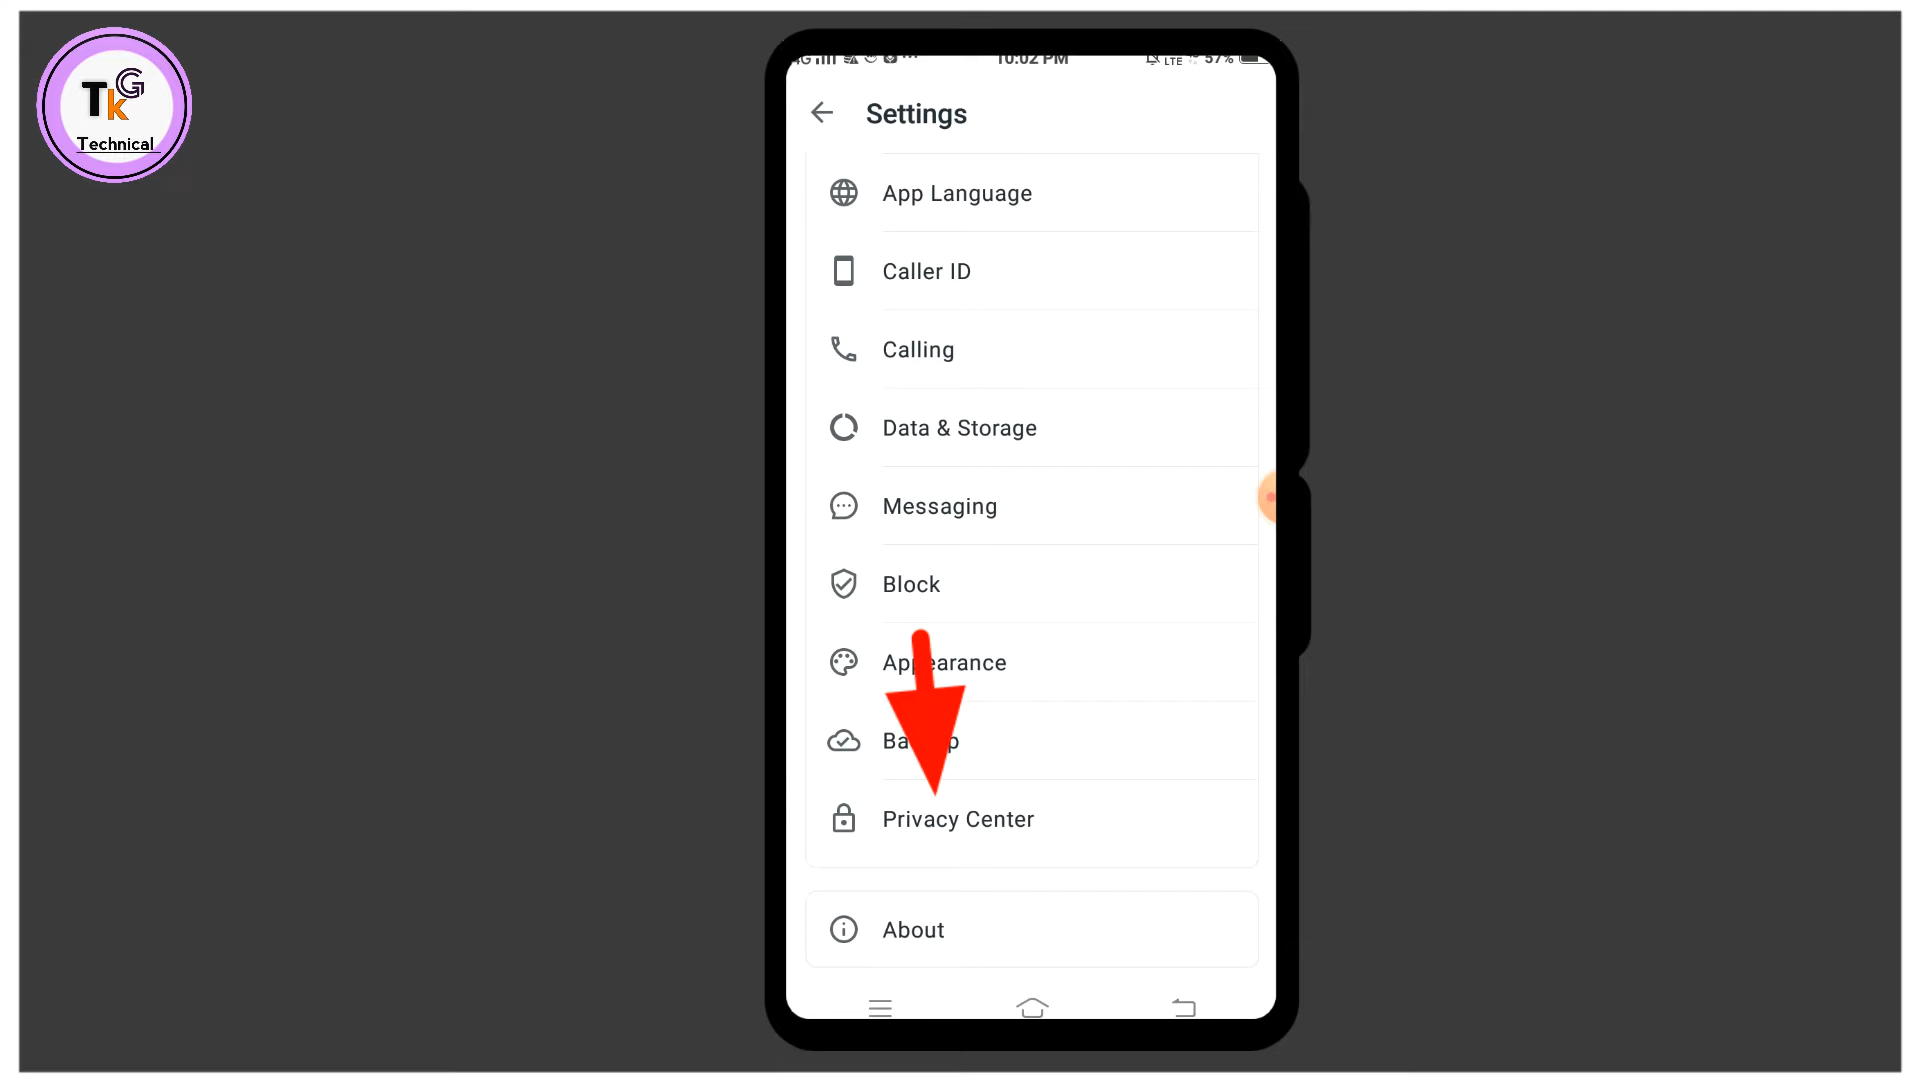 TkG
Technical
10:02 PM
LTE 57%
Settings
App Language
Caller ID
Calling
Data & Storage
Messaging
Block
Appearance
Backup
Privacy Center
About